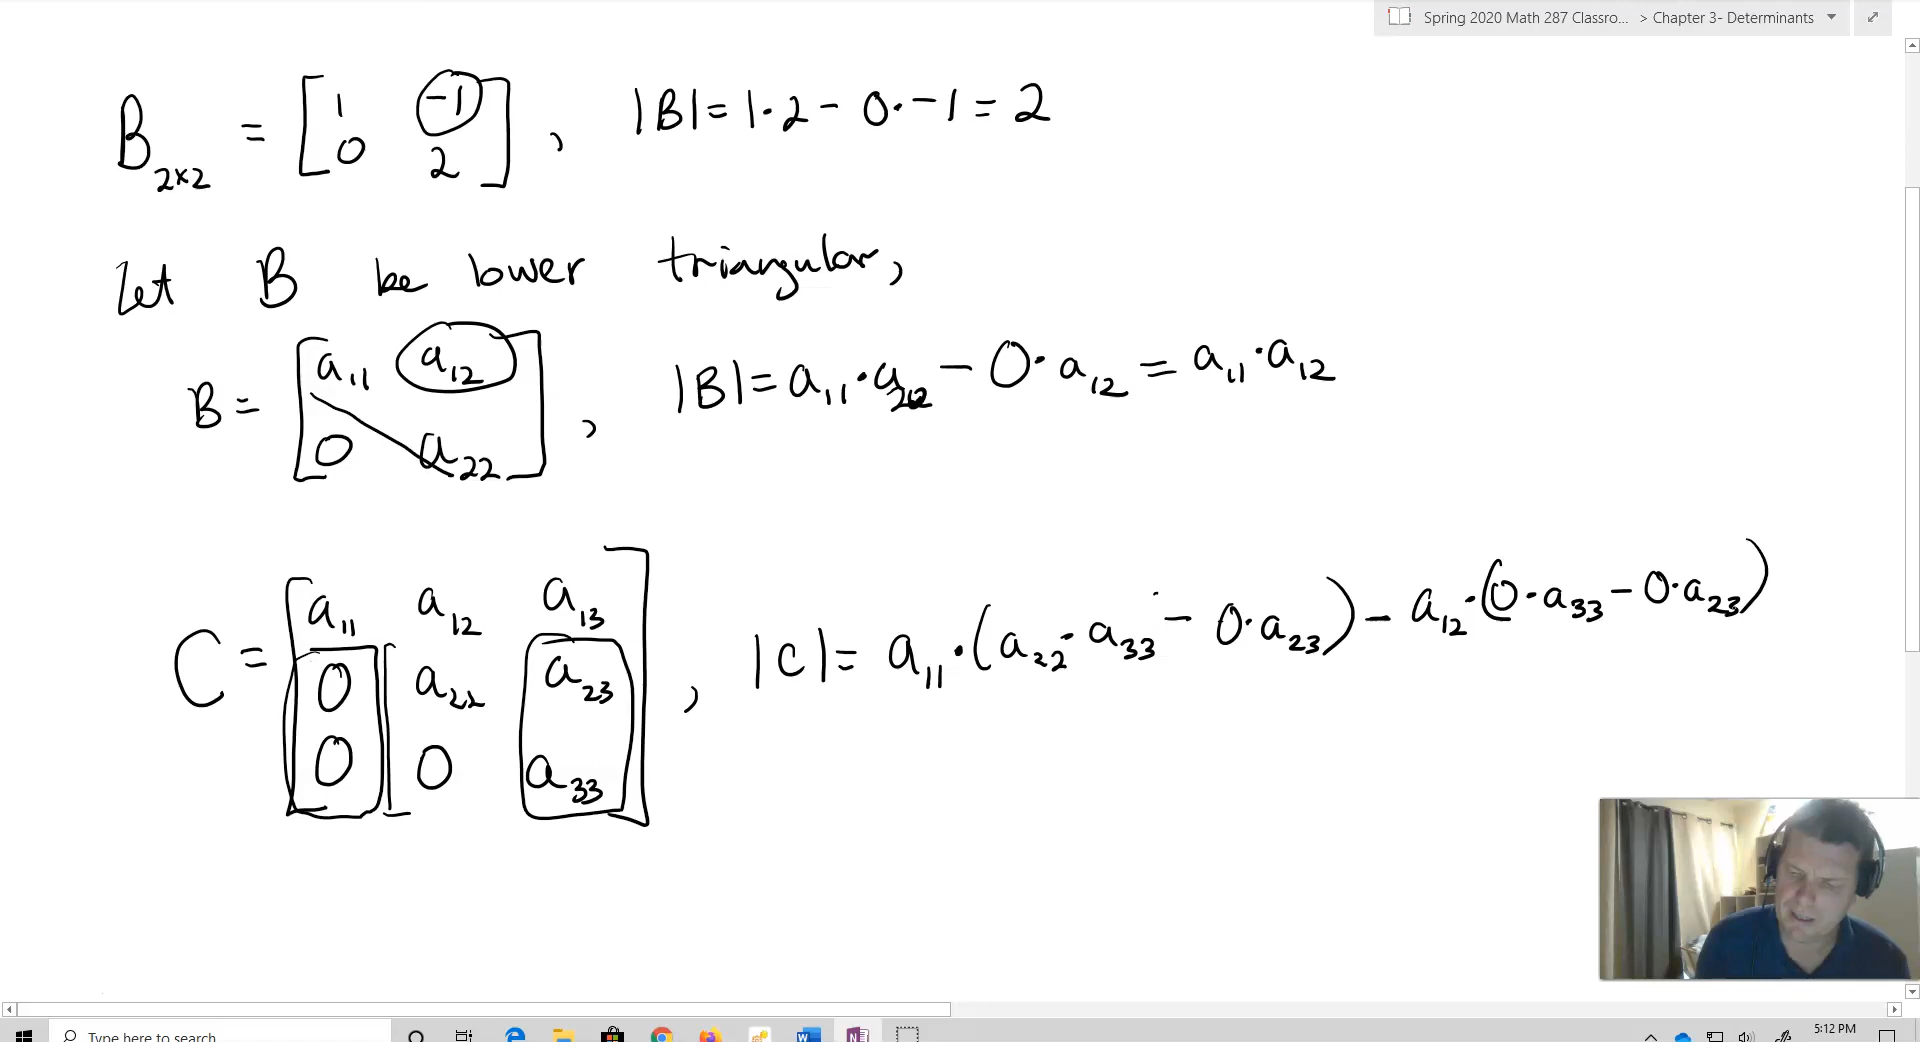 Spring 2020 Math 287 Classro... > Chapter 3- Determinants
B₂ₓ₂ = [1 -1; 0 2], |B| = 1·2 - 0·-1 = 2
Let B be lower triangular,
B = [a₁₁ a₁₂; 0 a₂₂], |B| = a₁₁·a₂₂ - 0·a₁₂ = a₁₁·a₁₂
C = [a₁₁ a₁₂ a₁₃; 0 a₂₂ a₂₃; 0 0 a₃₃], |C| = a₁₁·(a₂₂·a₃₃ - 0·a₂₃) - a₁₂·(0·a₃₃ - 0·a₂₃)
Type here to search
5:12 PM